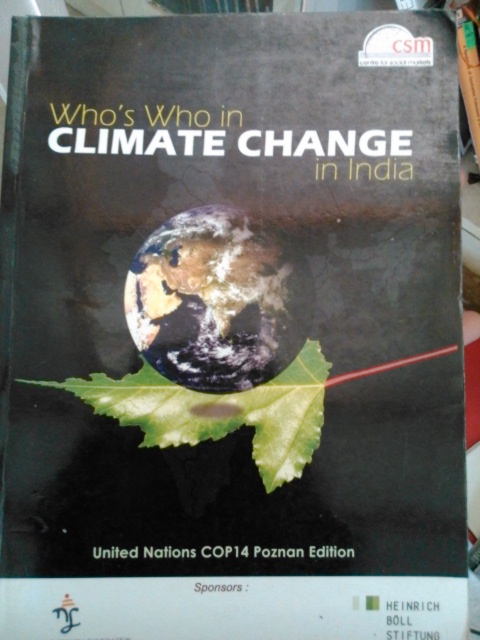 csm
centre for social markets
Who's Who in
CLIMATE CHANGE
in India
United Nations COP14 Poznan Edition
Sponsors :
HEINRICH
BÖLL
STIFTUNG